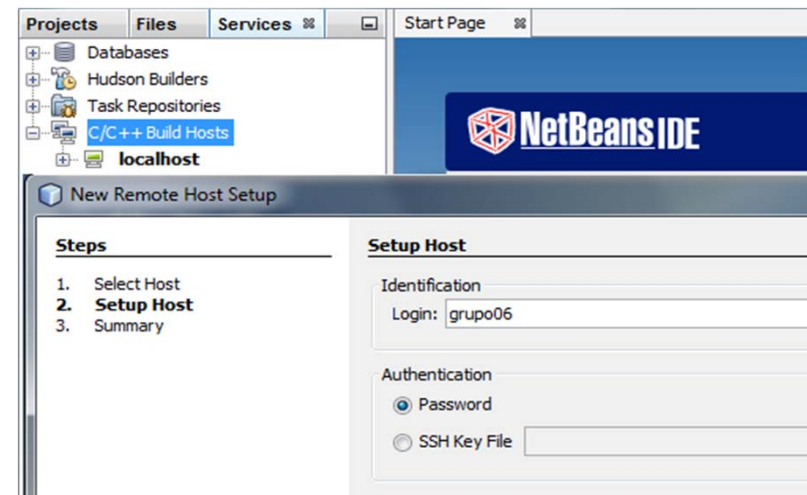 Projects Files Services Start Page
Databases
Hudson Builders
Task Repositories
C/C++ Build Hosts
localhost
NetBeans IDE
New Remote Host Setup
Steps
1. Select Host
2. Setup Host
3. Summary
Setup Host
Identification
Login: grupo06
Authentication
Password
SSH Key File